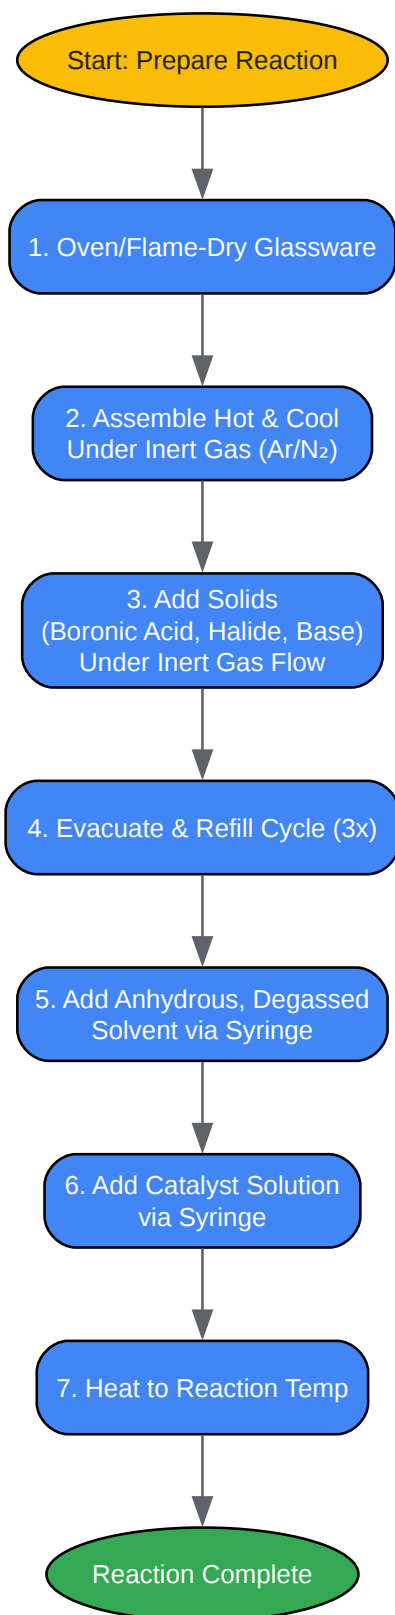 Start: Prepare Reaction
1. Oven/Flame-Dry Glassware
2. Assemble Hot & Cool
Under Inert Gas (Ar/N₂)
3. Add Solids
(Boronic Acid, Halide, Base)
Under Inert Gas Flow
4. Evacuate & Refill Cycle (3x)
5. Add Anhydrous, Degassed
Solvent via Syringe
6. Add Catalyst Solution
via Syringe
7. Heat to Reaction Temp
Reaction Complete